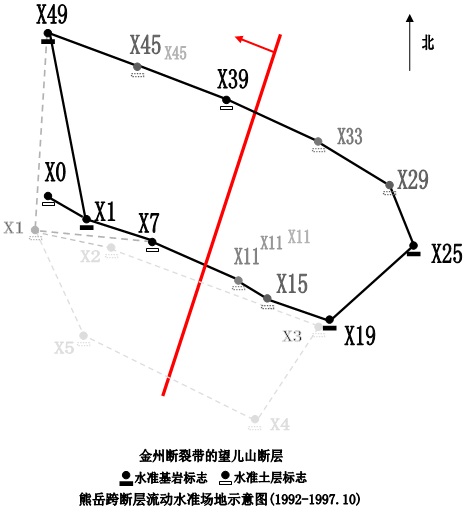 X49
X45 X45
北
X39
X33
X0
X29
X1
X7
X1
X11 X11 X11
X2
X25
X15
X3
X19
X5
X4
金州断裂带的望儿山断层
水准基岩标志 水准土层标志
熊岳跨断层流动水准场地示意图(1992-1997.10)